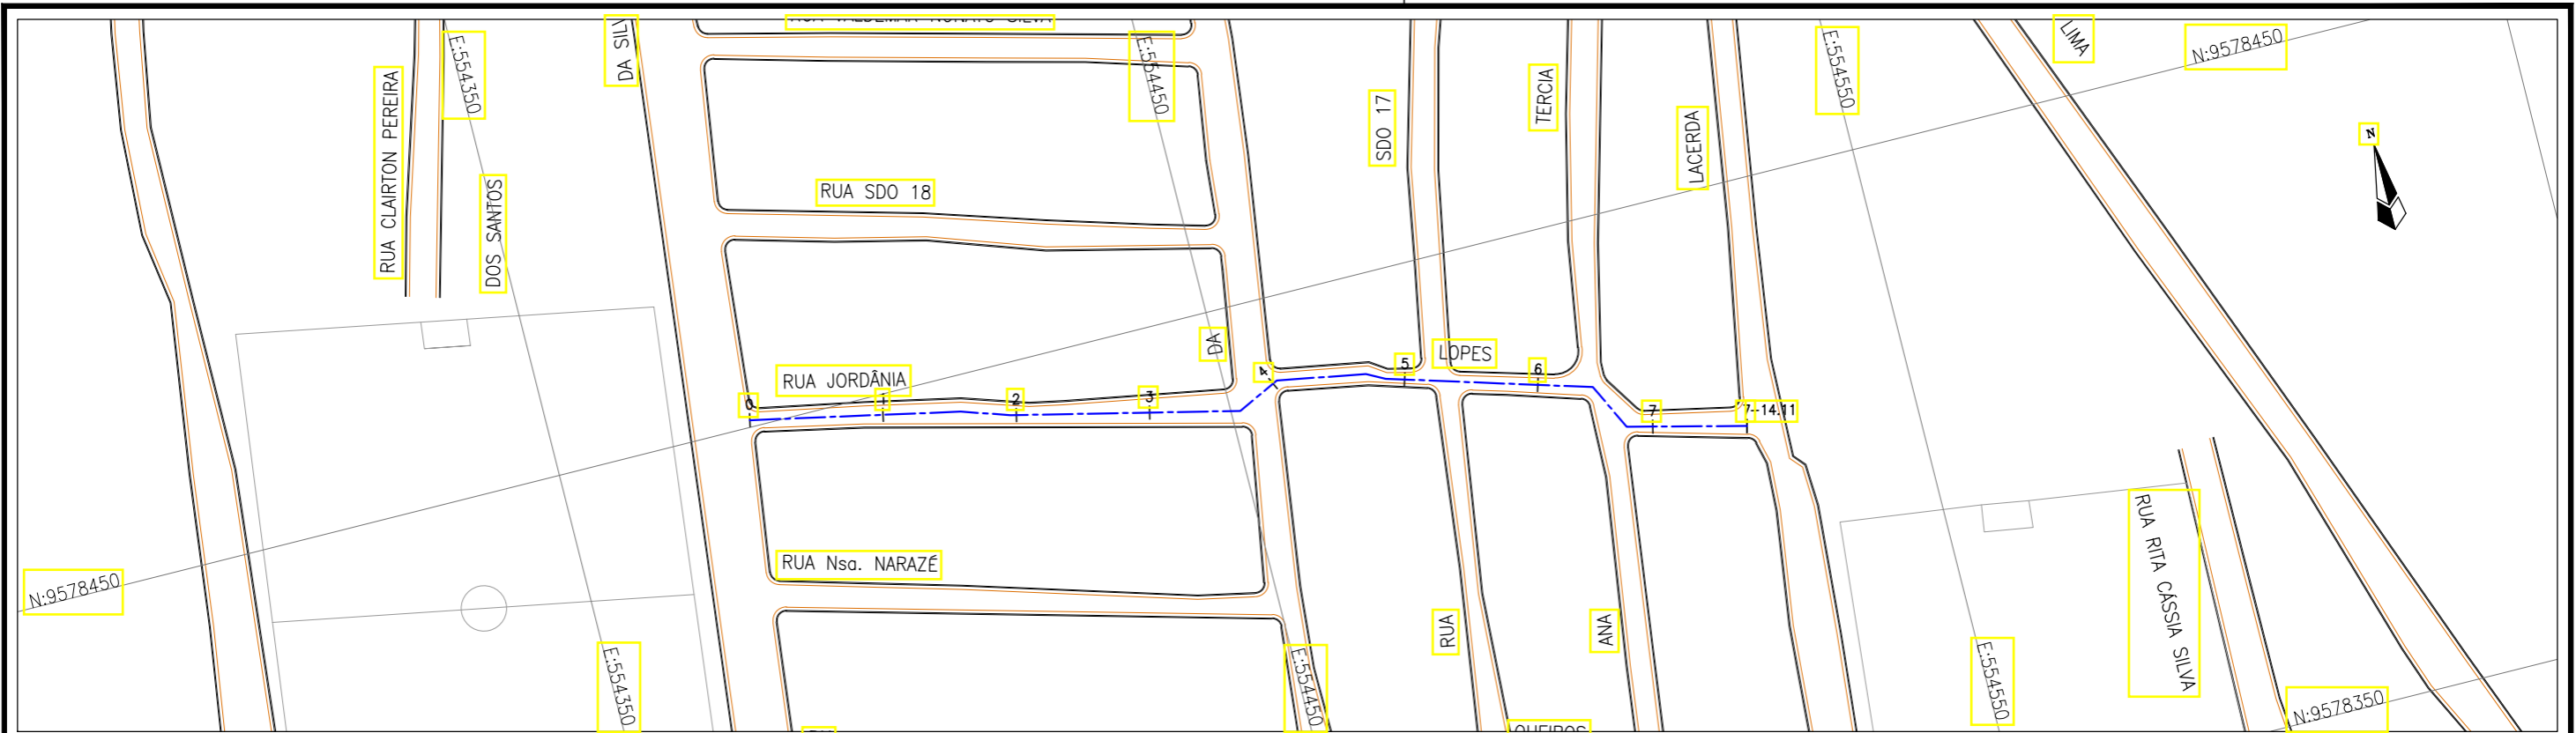 DA SILV
E:554350
E:554450
E:554550
LIMA
N:9578450
RUA CLAIRTON PEREIRA
DOS SANTOS
SDO 17
TERCIA
LACERDA
N
RUA SDO 18
DA
RUA JORDÂNIA
LOPES
0
1
2
3
4
5
6
7
7+14.11
RUA Nsa. NARAZÉ
N:9578450
RUA
ANA
RUA RITA CÁSSIA SILVA
E:554350
E:554450
E:554550
N:9578350